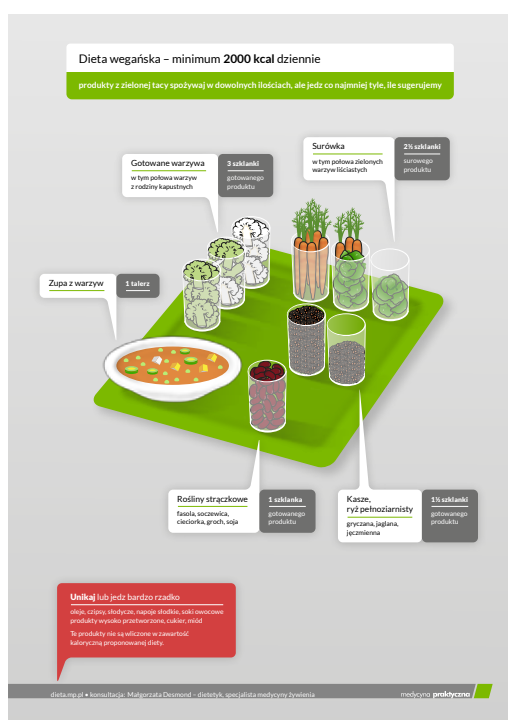 Dieta wegańska – minimum 2000 kcal dziennie
produkty z zielonej tacy spożywaj w dowolnych ilościach, ale jedz co najmniej tyle, ile sugerujemy
Surówka
w tym połowa zielonych
warzyw liściastych
2½ szklanki
surowego
produktu
Gotowane warzywa
w tym połowa warzyw
z rodziny kapustnych
3 szklanki
gotowanego
produktu
Zupa z warzyw
1 talerz
Rośliny strączkowe
fasola, soczewica,
cieciorka, groch, soja
1 szklanka
gotowanego
produktu
Kasze,
ryż pełnoziarnisty
gryczana, jaglana,
jęczmienna
1½ szklanki
gotowanego
produktu
Unikaj lub jedz bardzo rzadko
oleje, czipsy, słodycze, napoje słodkie, soki owocowe
produkty wysoko przetworzone, cukier, miód
Te produkty nie są wliczone w zawartość
kaloryczną proponowanej diety.
dieta.mp.pl • konsultacja: Małgorzata Desmond – dietetyk, specjalista medycyny żywienia
medycyna praktyczna